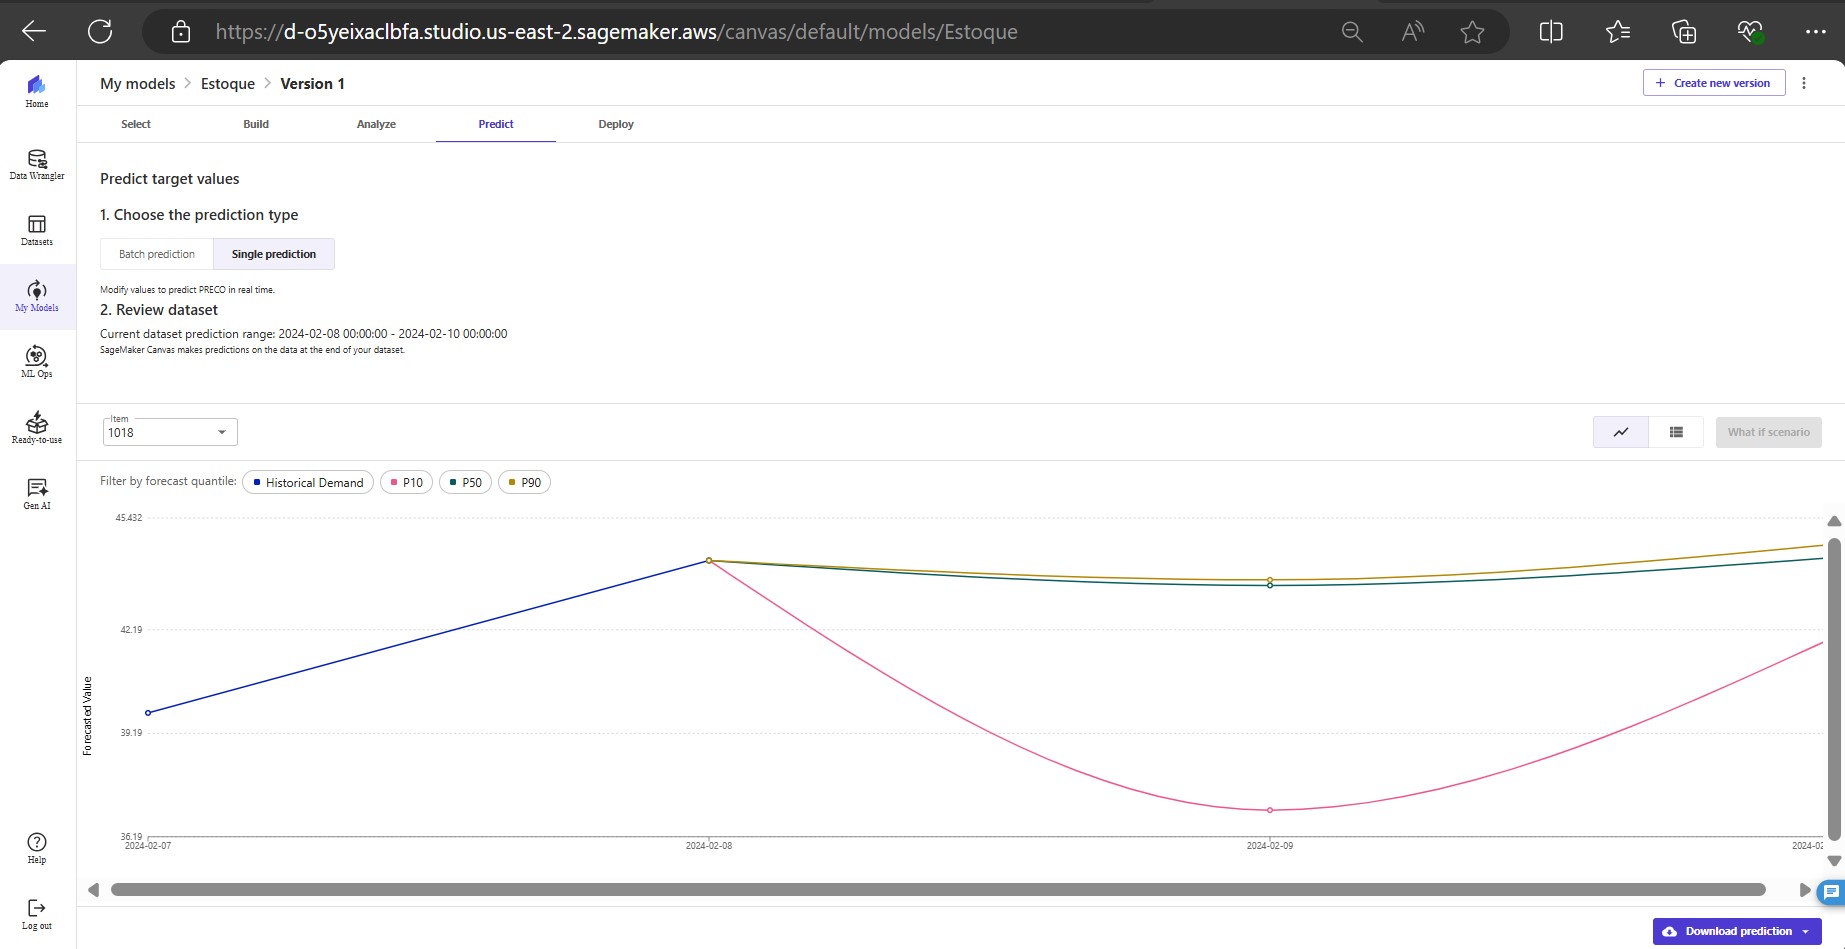 https://d-o5yeixaclbfa.studio.us-east-2.sagemaker.aws/canvas/default/models/Estoque
Home
Data Wrangler
Datasets
My Models
ML Ops
Ready-to-use
Gen AI
Help
Log out
My models > Estoque > Version 1
+ Create new version
Select Build Analyze Predict Deploy
Predict target values
1. Choose the prediction type
Batch prediction Single prediction
Modify values to predict PRECO in real time.
2. Review dataset
Current dataset prediction range: 2024-02-08 00:00:00 - 2024-02-10 00:00:00
SageMaker Canvas makes predictions on the data at the end of your dataset.
Item
1018
What if scenario
Filter by forecast quantile: Historical Demand P10 P50 P90
45.432
42.19
39.19
36.19
Forecasted Value
2024-02-07 2024-02-08 2024-02-09 2024-02
Download prediction